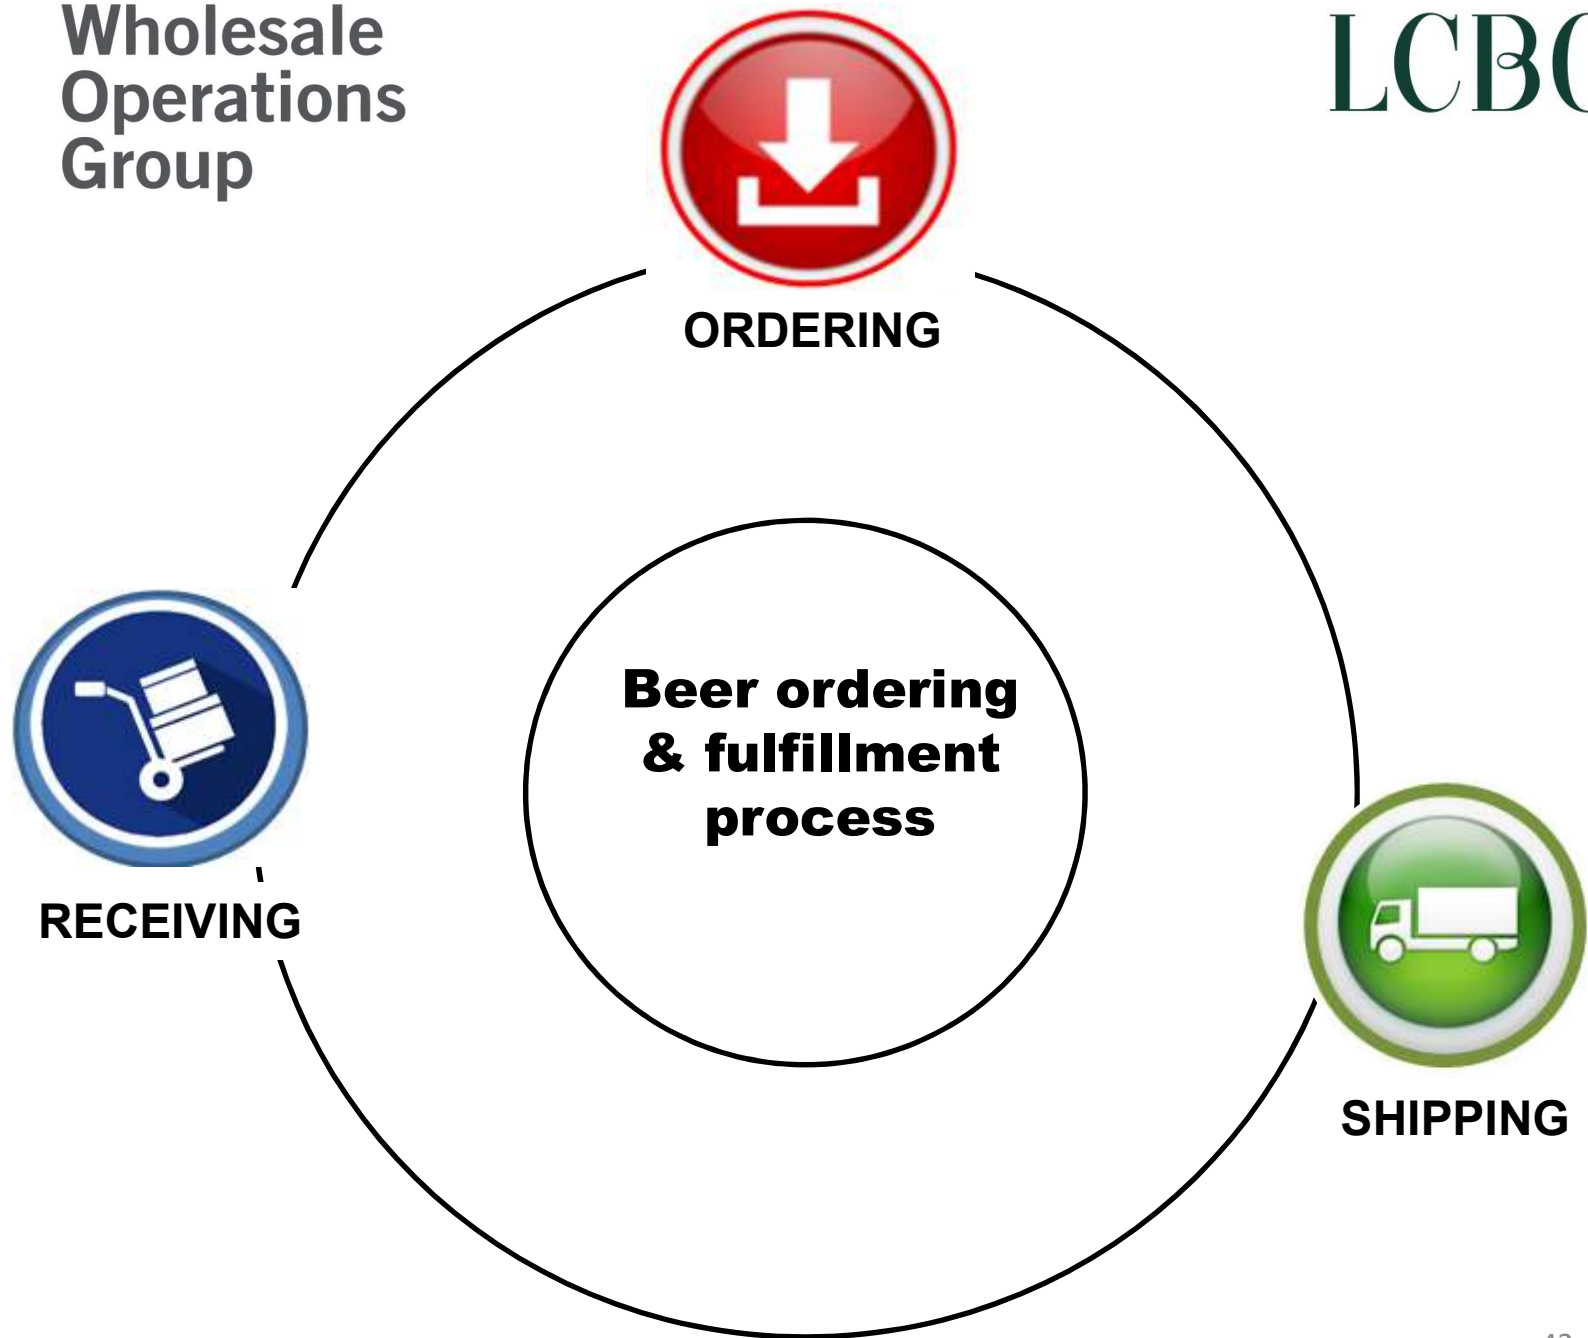 Wholesale
Operations
Group
LCBO
ORDERING
Beer ordering
& fulfillment
process
RECEIVING
SHIPPING